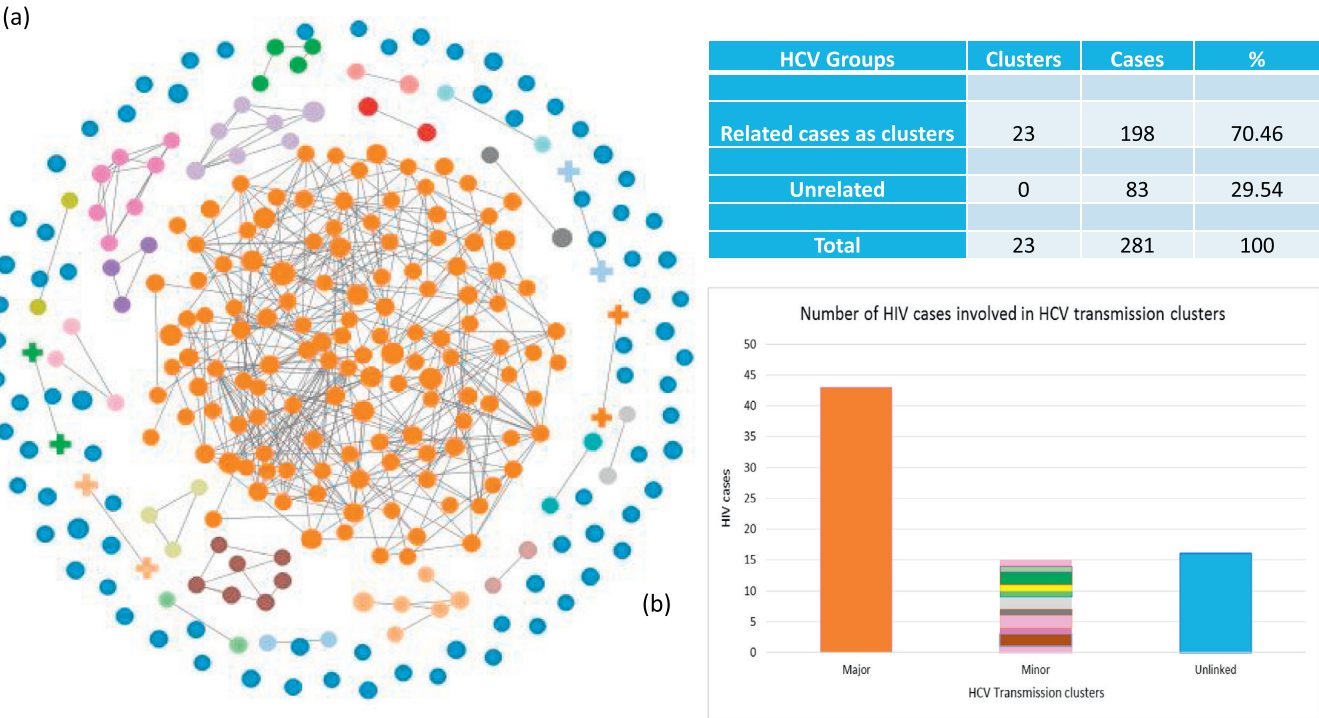 (a)
HCV Groups Clusters Cases %
Related cases as clusters 23 198 70.46
Unrelated 0 83 29.54
Total 23 281 100
(b)
Number of HIV cases involved in HCV transmission clusters
50
45
40
35
30
25
20
15
10
5
0
HIV cases
Major Minor Unlinked
HCV Transmission clusters